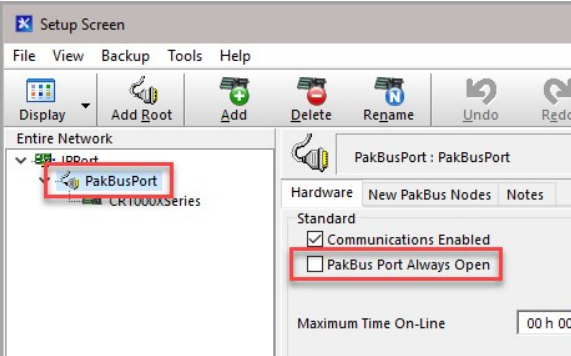 Setup Screen
File View Backup Tools Help
Display Add Root Add Delete Rename Undo
Entire Network
IPPort
PakBusPort
CR1000XSeries
PakBusPort : PakBusPort
Hardware New PakBus Nodes Notes
Standard
Communications Enabled
PakBus Port Always Open
Maximum Time On-Line 00 h 00